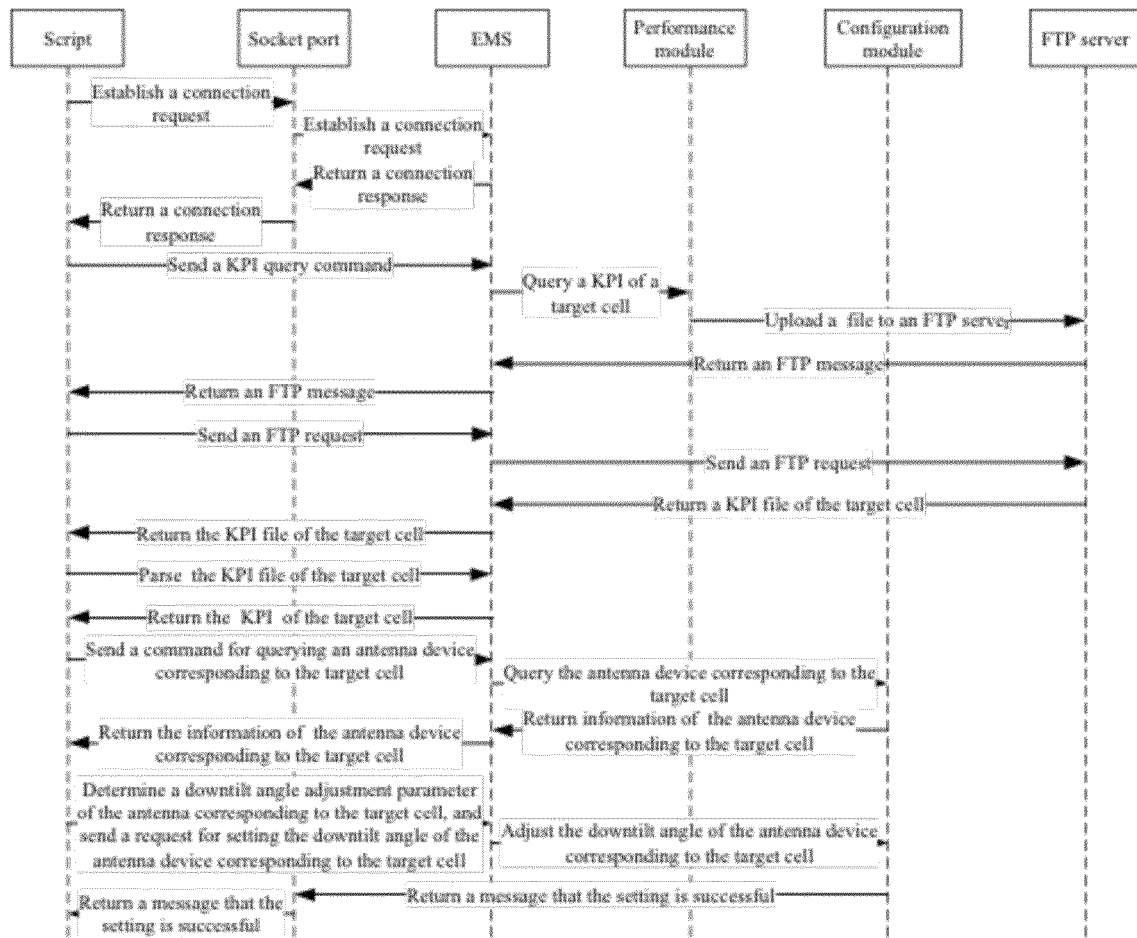 Script
Socket port
EMS
Performance
module
Configuration
module
FTP server
Establish a connection
request
Establish a connection
request
Return a connection
response
Return a connection
response
Send a KPI query command
Query a KPI of a
target cell
Upload a file to an FTP server
Return an FTP message
Return an FTP message
Send an FTP request
Send an FTP request
Return a KPI file of the target cell
Return the KPI file of the target cell
Parse the KPI file of the target cell
Return the KPI of the target cell
Send a command for querying an antenna device
corresponding to the target cell
Query the antenna device corresponding to the
target cell
Return information of the antenna device
corresponding to the target cell
Return the information of the antenna device
corresponding to the target cell
Determine a downtilt angle adjustment parameter
of the antenna corresponding to the target cell, and
send a request for setting the downtilt angle of the
antenna device corresponding to the target cell
Adjust the downtilt angle of the antenna device
corresponding to the target cell
Return a message that the setting is successful
Return a message that the
setting is successful